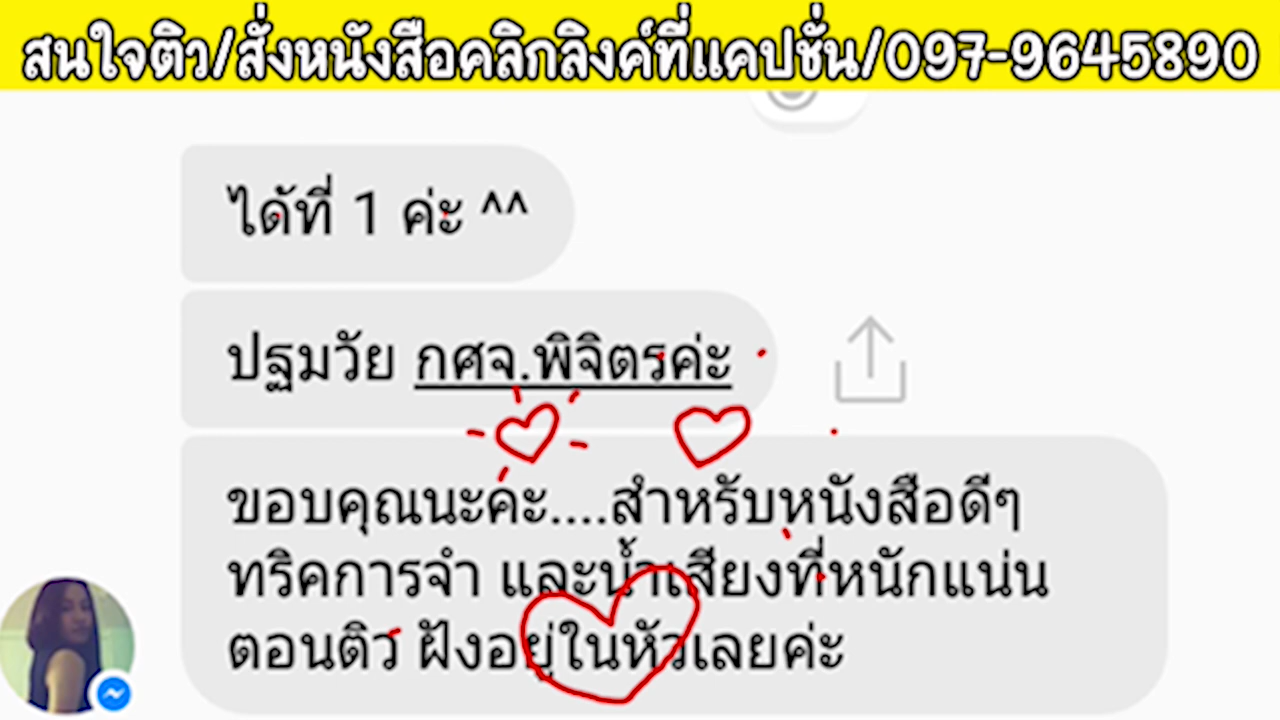 สนใจติว/สั่งหนังสือคลิกลิงค์ที่แคปชั่น/097-9645890
ได้ที่ 1 ค่ะ ^^
ปฐมวัย กศจ.พิจิตรค่ะ
ขอบคุณนะคะ....สำหรับหนังสือดีๆ
ทริคการจำ และน้ำเสียงที่หนักแน่น
ตอนติว ฝังอยู่ในหัวเลยค่ะ